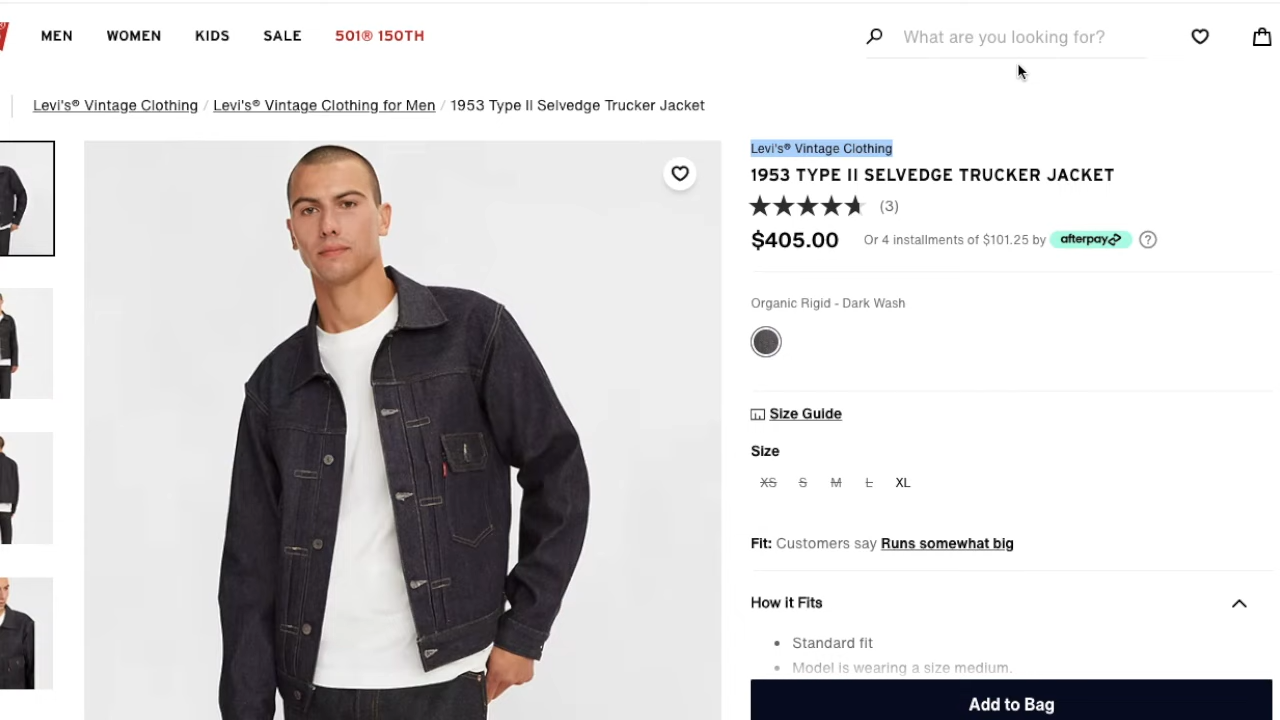 MEN WOMEN KIDS SALE 501® 150TH What are you looking for?
Levi's® Vintage Clothing / Levi's® Vintage Clothing for Men / 1953 Type II Selvedge Trucker Jacket
Levi's® Vintage Clothing
1953 TYPE II SELVEDGE TRUCKER JACKET
(3)
$405.00 Or 4 installments of $101.25 by afterpay ?
Organic Rigid - Dark Wash
Size Guide
Size
XS S M L XL
Fit: Customers say Runs somewhat big
How it Fits
• Standard fit
• Model is wearing a size medium.
Add to Bag